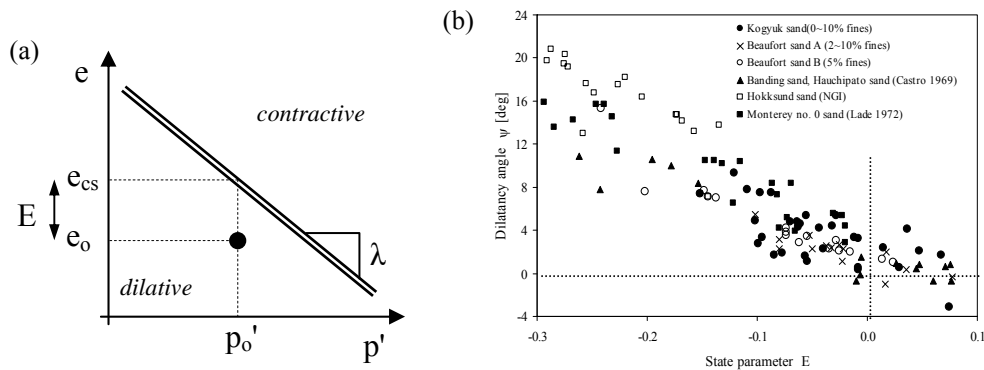 (a)
e
contractive
e_cs
E
e_o
λ
dilative
p_o'
p'
(b)
24
20
16
12
8
4
0
-4
Dilatancy angle ψ [deg]
Kogyuk sand(0~10% fines)
Beaufort sand A (2~10% fines)
Beaufort sand B (5% fines)
Banding sand, Hauchipato sand (Castro 1969)
Hokksund sand (NGI)
Monterey no. 0 sand (Lade 1972)
-0.3 -0.2 -0.1 0.0 0.1
State parameter E